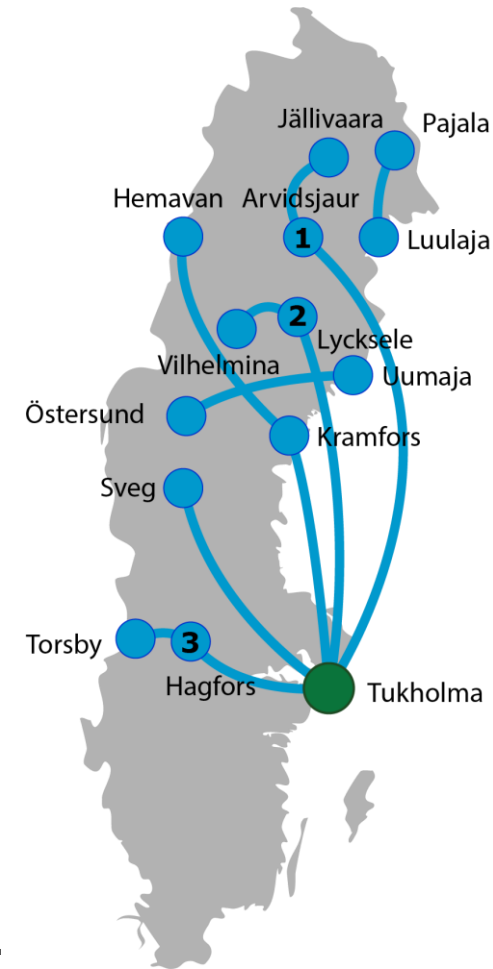 Jällivaara
Pajala
Hemavan
Arvidsjaur
1
Luulaja
2
Lycksele
Vilhelmina
Uumaja
Östersund
Kramfors
Sveg
3
Torsby
Hagfors
Tukholma